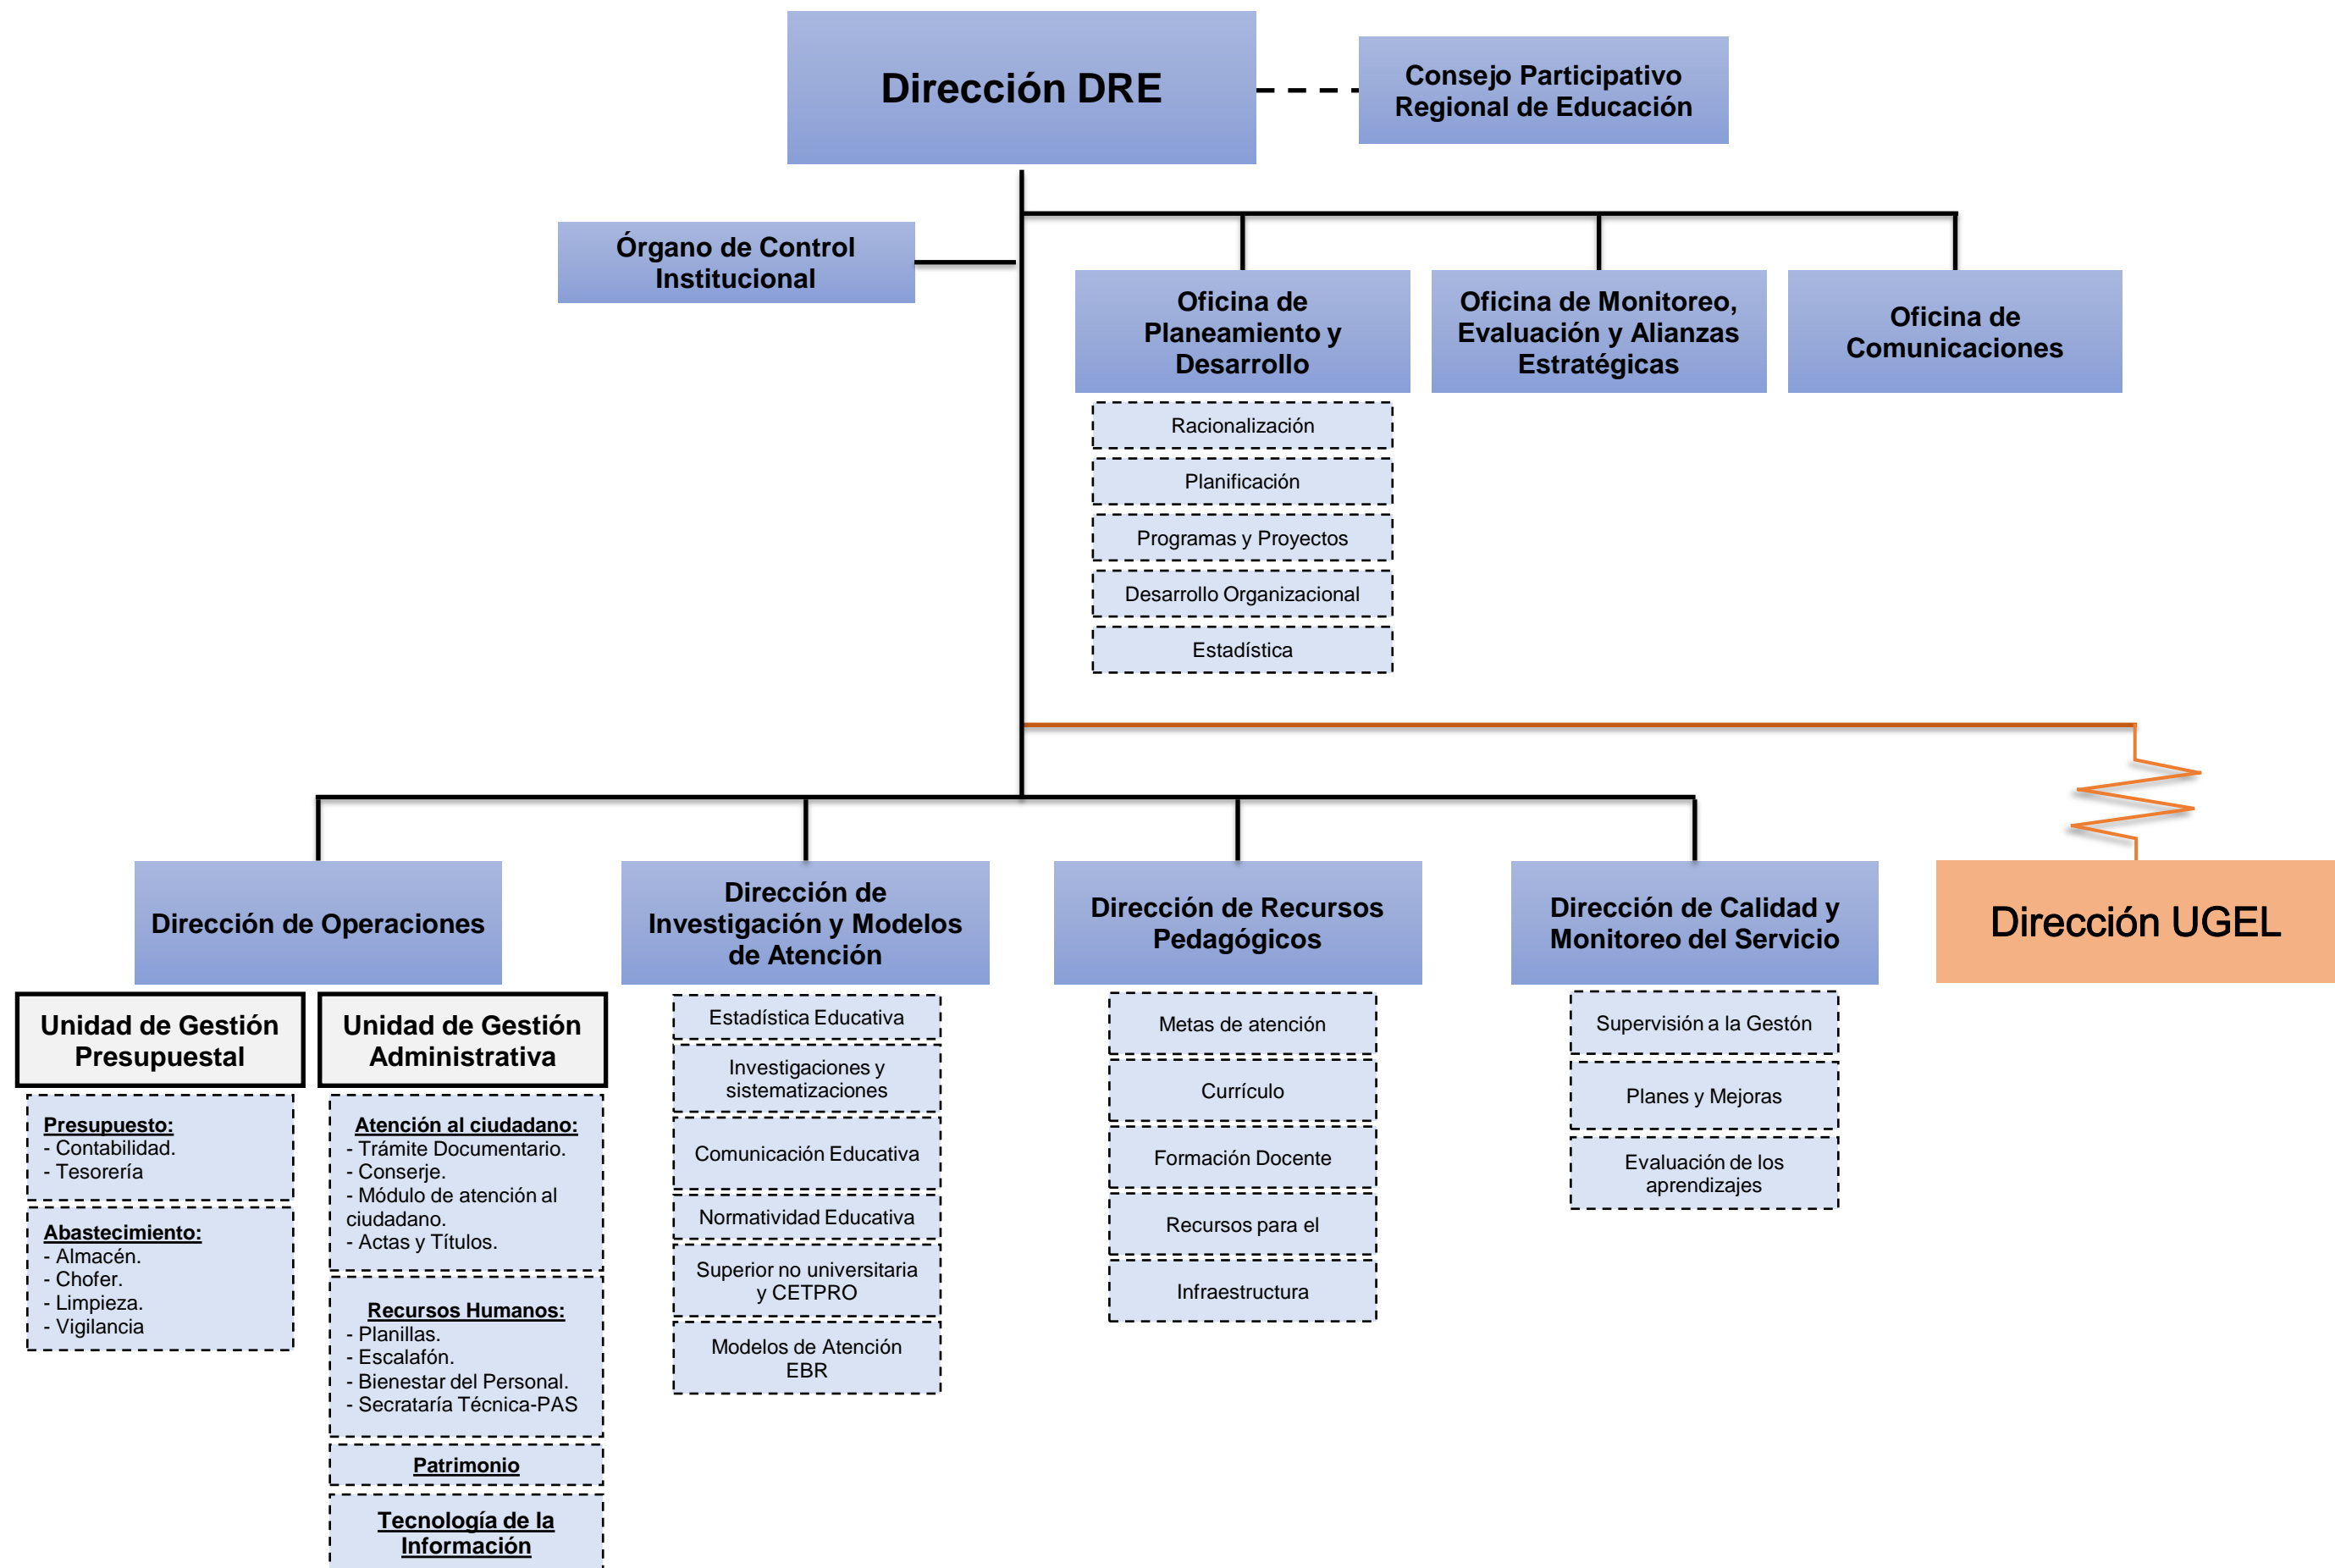 Dirección DRE
Consejo Participativo
Regional de Educación
Órgano de Control
Institucional
Oficina de
Planeamiento y
Desarrollo
Oficina de Monitoreo,
Evaluación y Alianzas
Estratégicas
Oficina de
Comunicaciones
Racionalización
Planificación
Programas y Proyectos
Desarrollo Organizacional
Estadística
Dirección de Operaciones
Dirección de
Investigación y Modelos
de Atención
Dirección de Recursos
Pedagógicos
Dirección de Calidad y
Monitoreo del Servicio
Dirección UGEL
Unidad de Gestión
Presupuestal
Presupuesto:
- Contabilidad.
- Tesorería
Abastecimiento:
- Almacén.
- Chofer.
- Limpieza.
- Vigilancia
Unidad de Gestión
Administrativa
Atención al ciudadano:
- Trámite Documentario.
- Conserje.
- Módulo de atención al
ciudadano.
- Actas y Títulos.
Recursos Humanos:
- Planillas.
- Escalafón.
- Bienestar del Personal.
- Secrataría Técnica-PAS
Patrimonio
Tecnología de la
Información
Estadística Educativa
Investigaciones y
sistematizaciones
Comunicación Educativa
Normatividad Educativa
Superior no universitaria
y CETPRO
Modelos de Atención
EBR
Metas de atención
Currículo
Formación Docente
Recursos para el
Infraestructura
Supervisión a la Gestón
Planes y Mejoras
Evaluación de los
aprendizajes